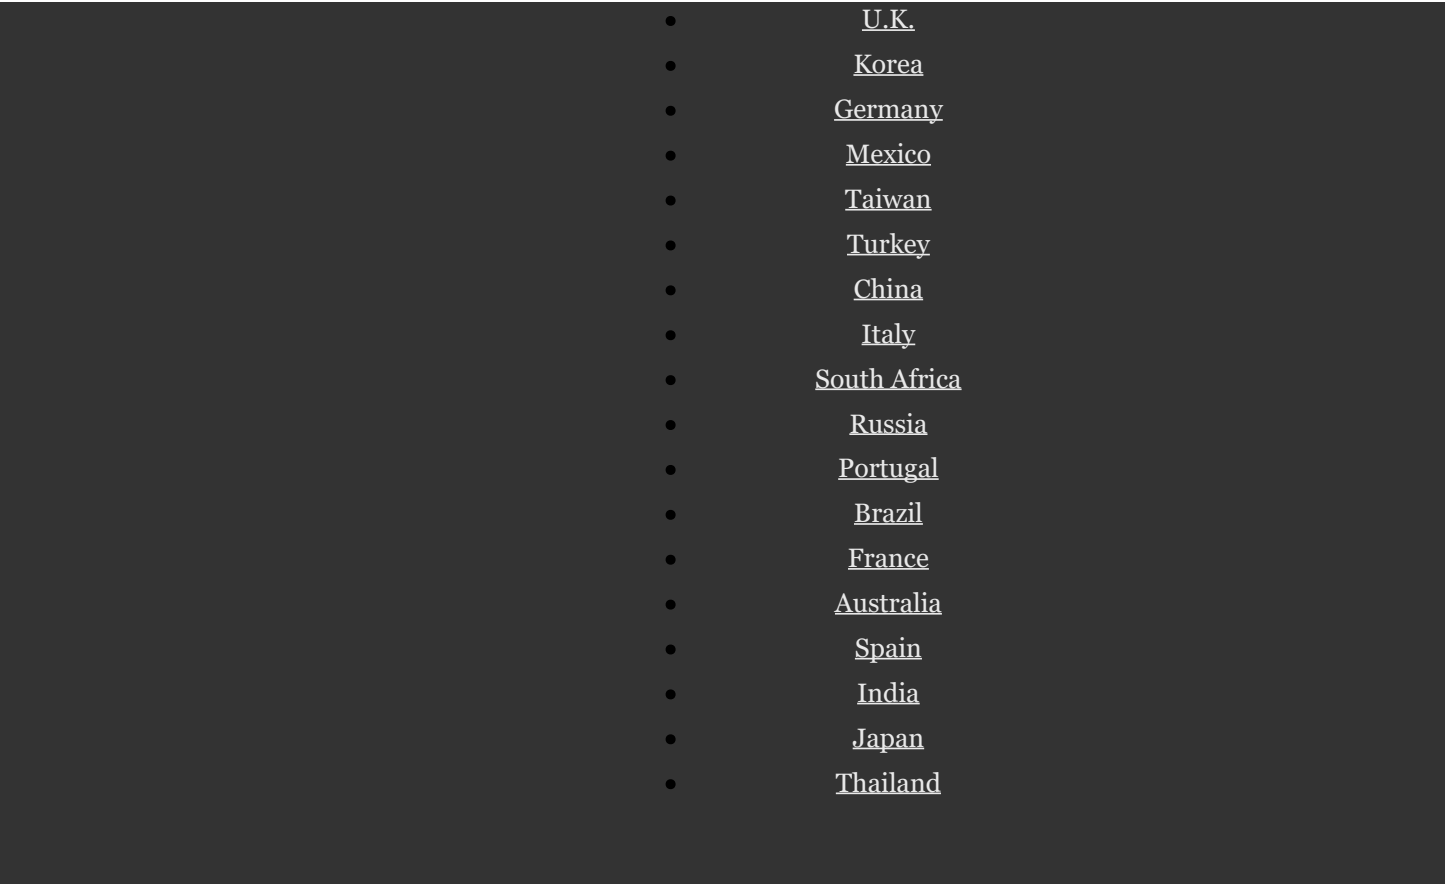 U.K.
Korea
Germany
Mexico
Taiwan
Turkey
China
Italy
South Africa
Russia
Portugal
Brazil
France
Australia
Spain
India
Japan
Thailand